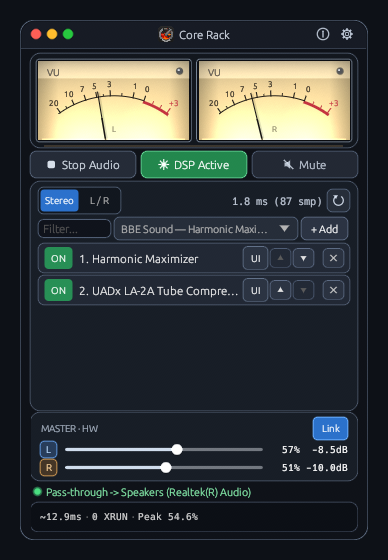 Core Rack
VU
20 10 7 5 3 1 0 +3
L
VU
20 10 7 5 3 1 0 +3
R
Stop Audio
DSP Active
Mute
Stereo L/R
1.8 ms (87 smp)
Filter...
BBE Sound — Harmonic Maxi...
+ Add
ON 1. Harmonic Maximizer UI
ON 2. UADx LA-2A Tube Compre... UI
MASTER · HW
Link
L 57% -8.5dB
R 51% -10.0dB
Pass-through -> Speakers (Realtek(R) Audio)
~12.9ms · 0 XRUN · Peak 54.6%